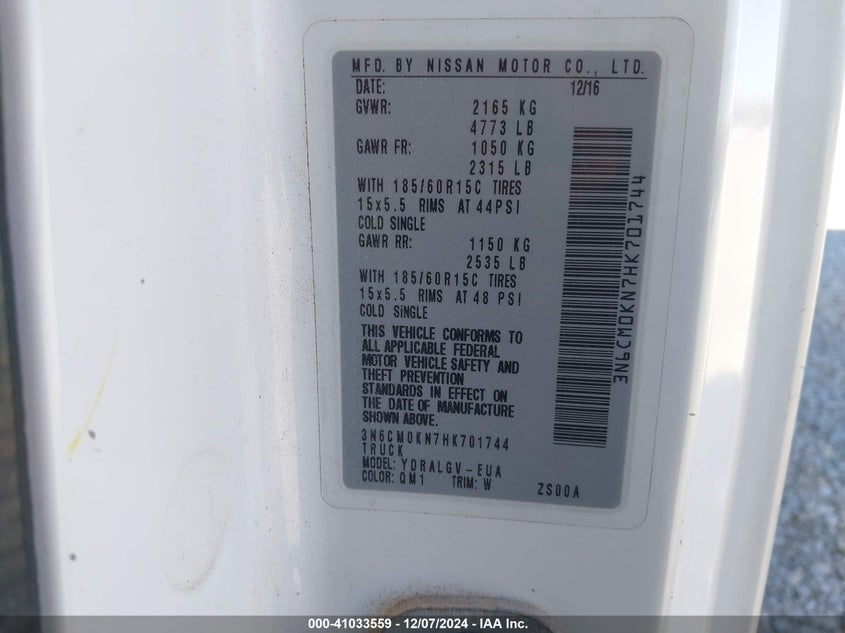 MFD. BY NISSAN MOTOR CO., LTD.
DATE: 12/16
GVWR: 2165 KG
4773 LB
GAWR FR: 1050 KG
2315 LB
WITH 185/60R15C TIRES
15x5.5 RIMS AT 44PSI
COLD SINGLE
GAWR RR: 1150 KG
2535 LB
WITH 185/60R15C TIRES
15x5.5 RIMS AT 48 PSI
COLD SINGLE
THIS VEHICLE CONFORMS TO
ALL APPLICABLE FEDERAL
MOTOR VEHICLE SAFETY AND
THEFT PREVENTION
STANDARDS IN EFFECT ON
THE DATE OF MANUFACTURE
SHOWN ABOVE.
3N6CM0KN7HK701744
TRUCK
MODEL: YDRALGV-EUA
COLOR: QM1 TRIM: W ZS00A
3N6CM0KN7HK701744
000-41033559 - 12/07/2024 - IAA Inc.